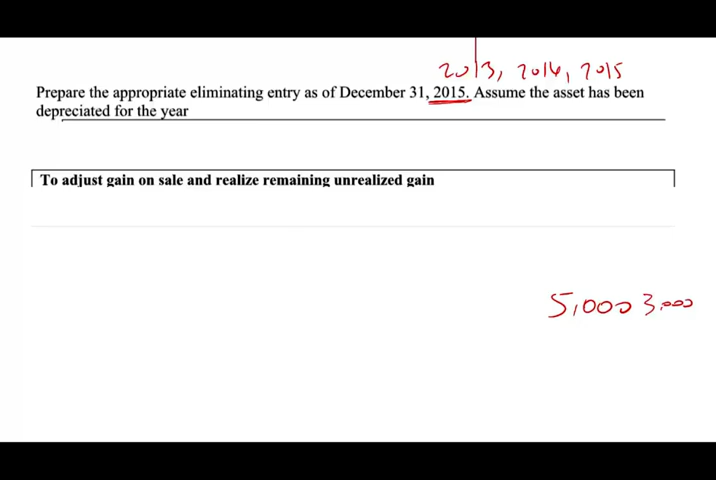 2013, 2014, 2015
Prepare the appropriate eliminating entry as of December 31, 2015. Assume the asset has been
depreciated for the year
To adjust gain on sale and realize remaining unrealized gain
5,000 3,000